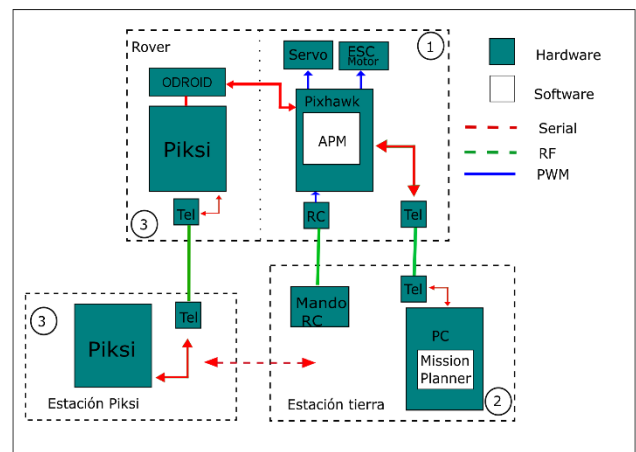 Rover
Servo
ESC
Motor
1
Hardware
ODROID
Pixhawk
Software
APM
Piksi
Serial
RF
PWM
Tel
RC
Tel
3
Tel
Mando
RC
3
Tel
Piksi
PC
Mission
Planner
Estación Piksi
Estación tierra
2